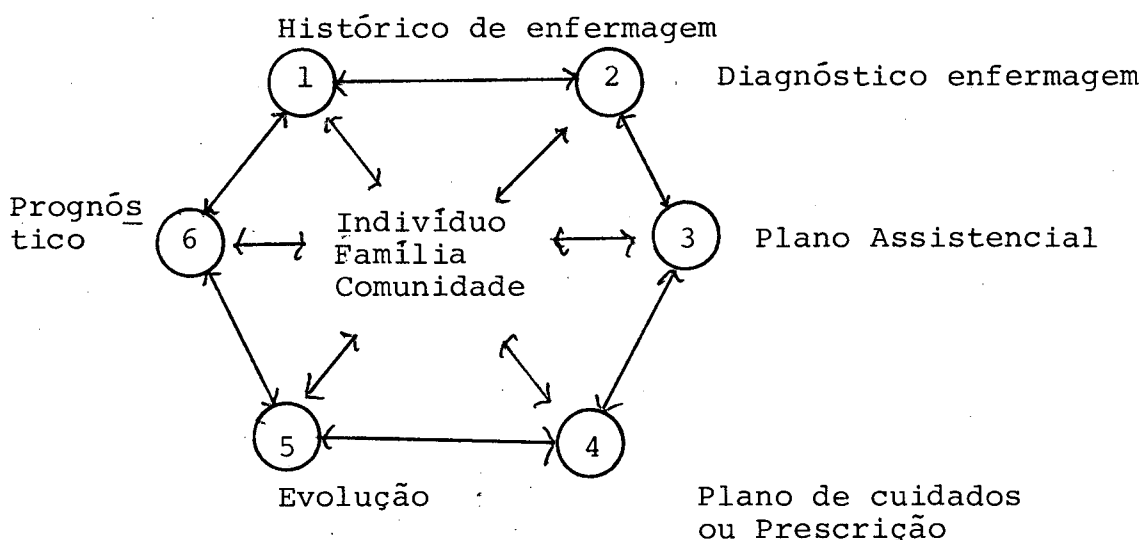 Histórico de enfermagem
1
2
Diagnóstico enfermagem
Prognós
tico
6
Indivíduo
Família
Comunidade
3
Plano Assistencial
5
4
Evolução
Plano de cuidados
ou Prescrição